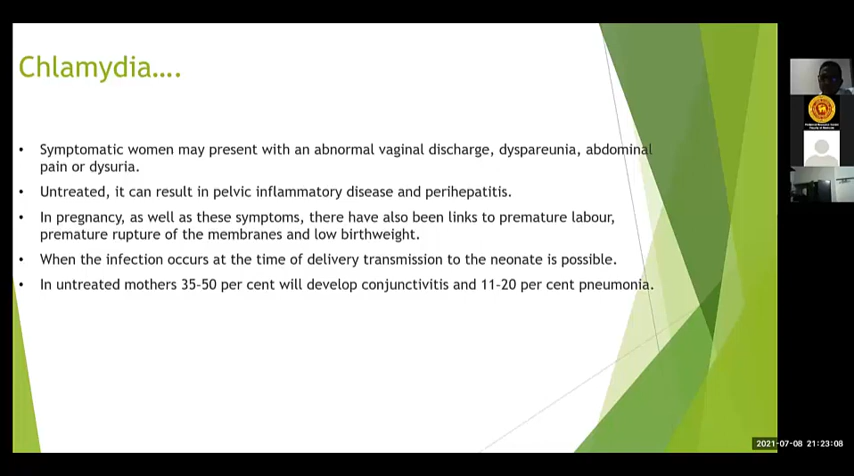 Chlamydia....
• Symptomatic women may present with an abnormal vaginal discharge, dyspareunia, abdominal
pain or dysuria.
• Untreated, it can result in pelvic inflammatory disease and perihepatitis.
• In pregnancy, as well as these symptoms, there have also been links to premature labour,
premature rupture of the membranes and low birthweight.
• When the infection occurs at the time of delivery transmission to the neonate is possible.
• In untreated mothers 35-50 per cent will develop conjunctivitis and 11-20 per cent pneumonia.
2021-07-08 21:23:08